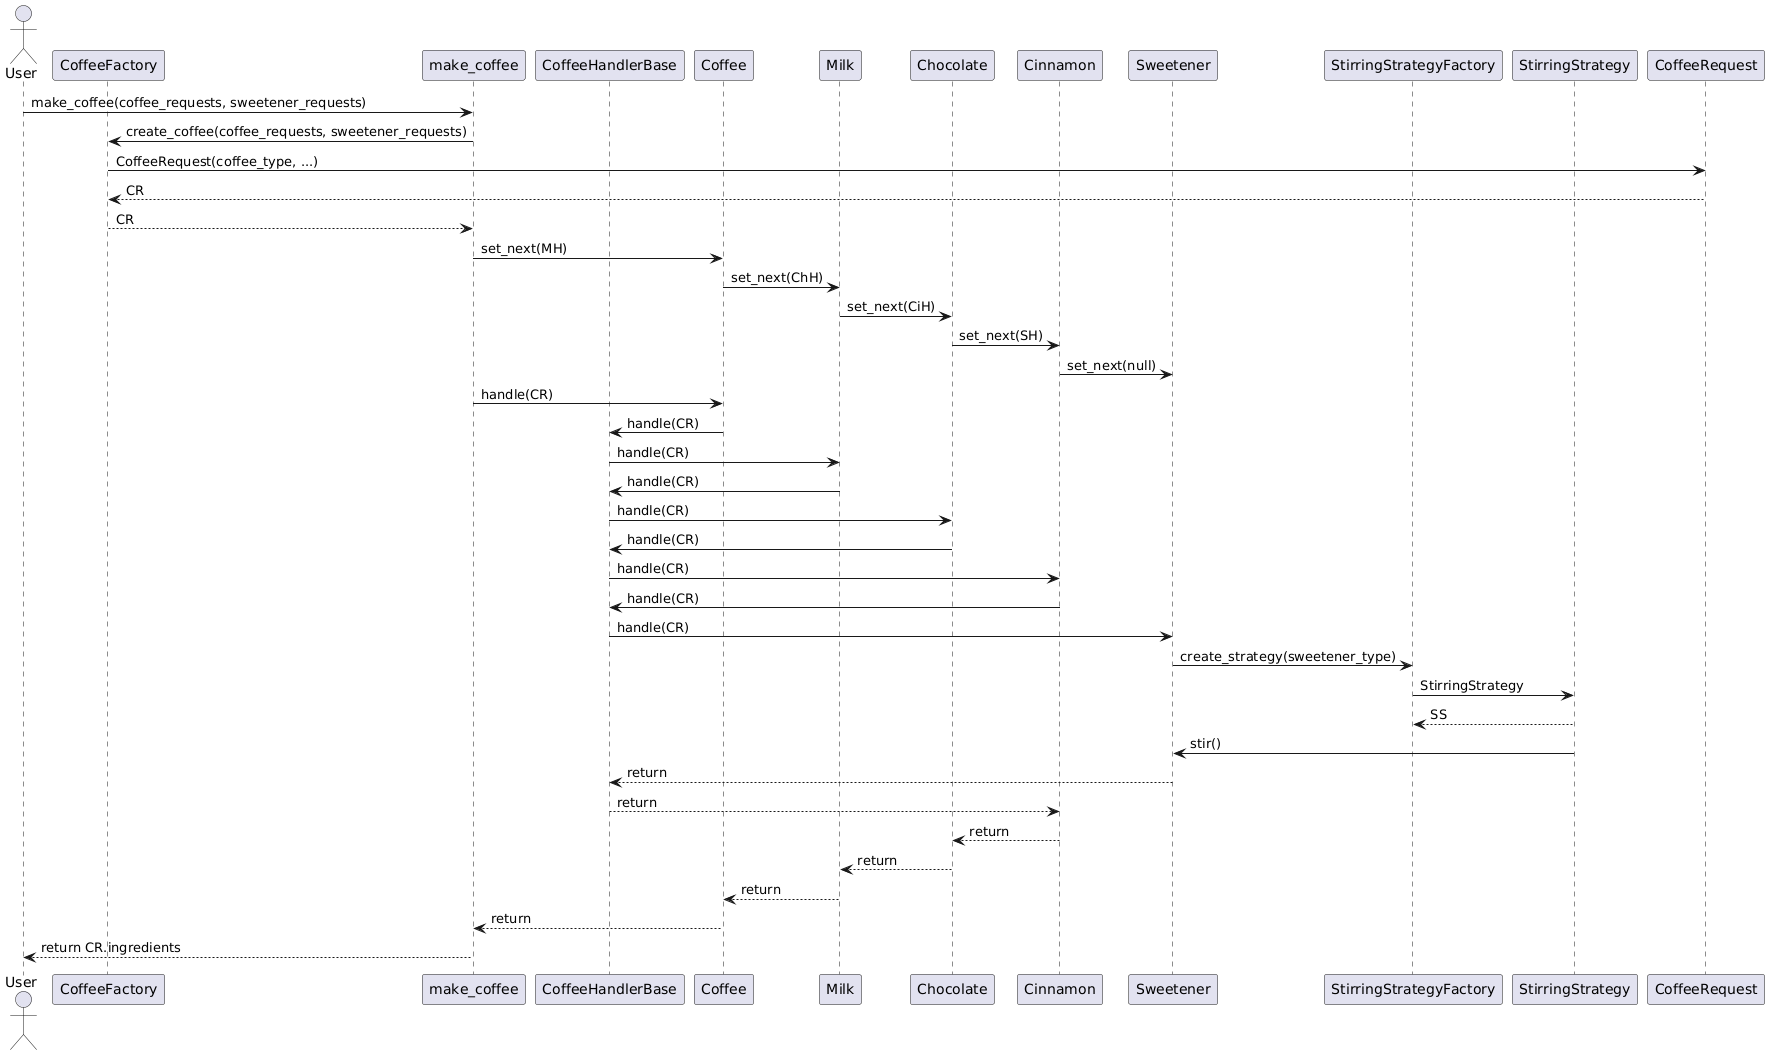 User
CoffeeFactory
make_coffee
CoffeeHandlerBase
Coffee
Milk
Chocolate
Cinnamon
Sweetener
StirringStrategyFactory
StirringStrategy
CoffeeRequest
make_coffee(coffee_requests, sweetener_requests)
create_coffee(coffee_requests, sweetener_requests)
CoffeeRequest(coffee_type, ...)
CR
CR
set_next(MH)
set_next(ChH)
set_next(CiH)
set_next(SH)
set_next(null)
handle(CR)
handle(CR)
handle(CR)
handle(CR)
handle(CR)
handle(CR)
handle(CR)
handle(CR)
handle(CR)
create_strategy(sweetener_type)
StirringStrategy
SS
stir()
return
return
return
return
return
return
return CR.ingredients
User
CoffeeFactory
make_coffee
CoffeeHandlerBase
Coffee
Milk
Chocolate
Cinnamon
Sweetener
StirringStrategyFactory
StirringStrategy
CoffeeRequest